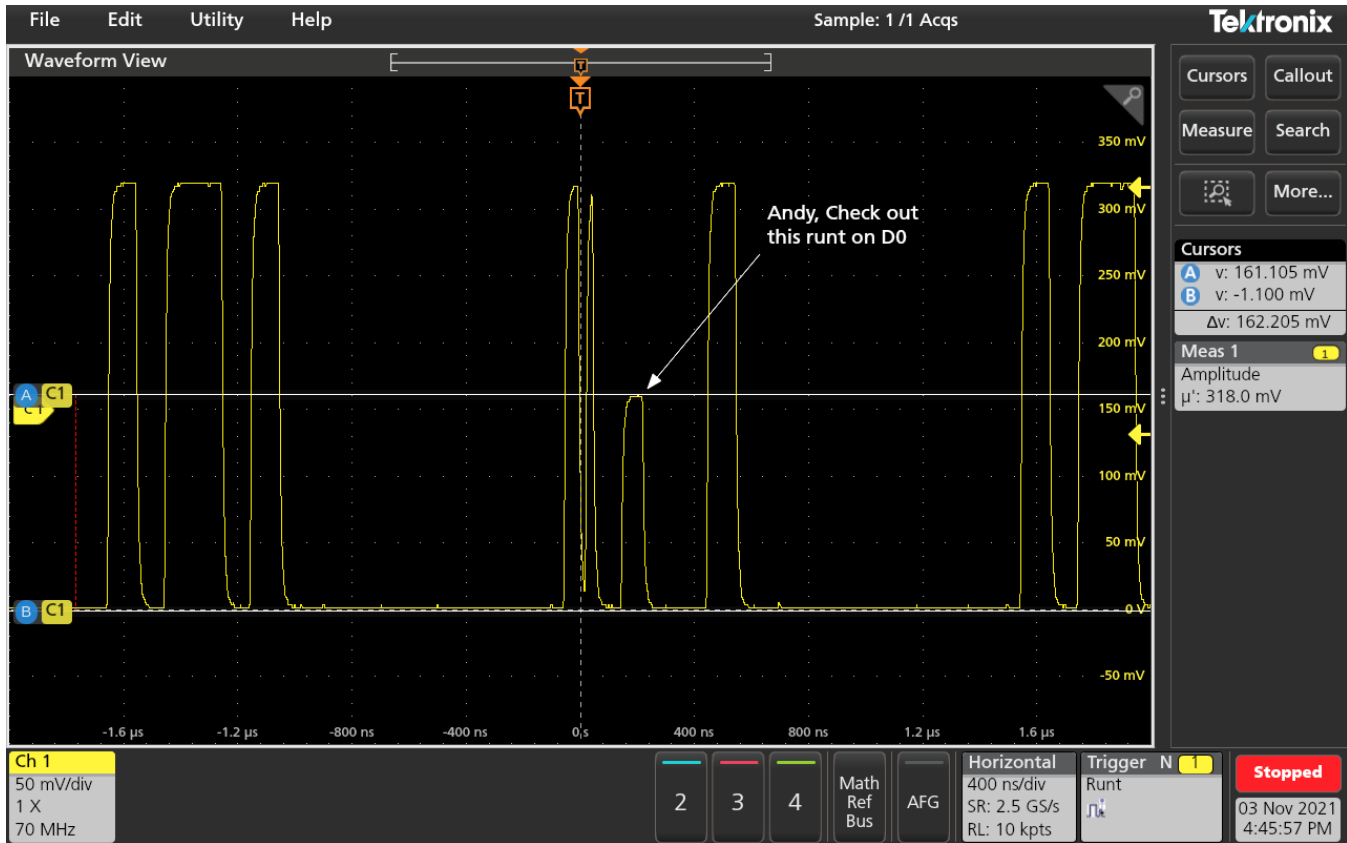 File Edit Utility Help Sample: 1 /1 Acqs Tektronix
Waveform View
T
T
Cursors Callout
Measure Search
More...
350 mV
300 mV
250 mV
200 mV
150 mV
100 mV
50 mV
0 V
-50 mV
Andy, Check out
this runt on D0
A C1
C1
B C1
-1.6 µs -1.2 µs -800 ns -400 ns 0 s 400 ns 800 ns 1.2 µs 1.6 µs
Cursors
A v: 161.105 mV
B v: -1.100 mV
Δv: 162.205 mV
Meas 1 1
Amplitude
µ': 318.0 mV
Ch 1
50 mV/div
1 X
70 MHz
2 3 4
Math
Ref
Bus
AFG
Horizontal
400 ns/div
SR: 2.5 GS/s
RL: 10 kpts
Trigger N 1
Runt
Stopped
03 Nov 2021
4:45:57 PM